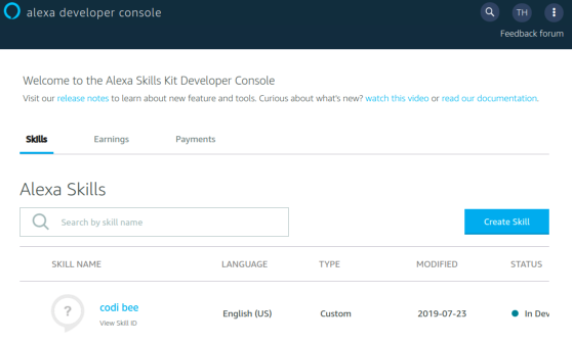 alexa developer console
TH
Feedback forum
Welcome to the Alexa Skills Kit Developer Console
Visit our release notes to learn about new feature and tools. Curious about what's new? watch this video or read our documentation.
Skills Earnings Payments
Alexa Skills
Search by skill name
Create Skill
SKILL NAME LANGUAGE TYPE MODIFIED STATUS
?
codi bee English (US) Custom 2019-07-23 In Dev
View Skill ID